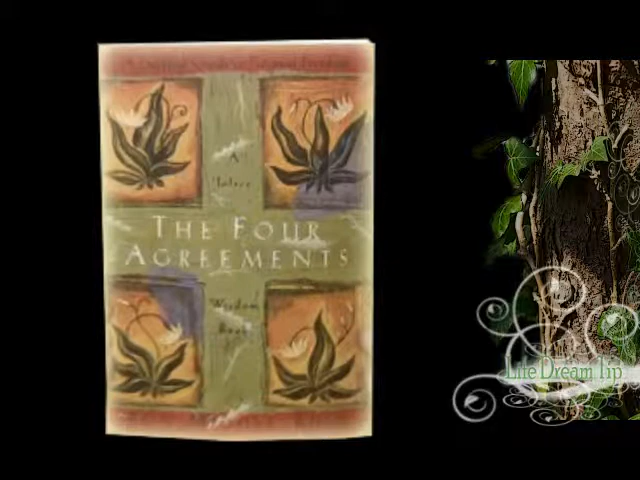 A
Toltec
THE FOUR
AGREEMENTS
Wisdom
Book
Life Dream Tip